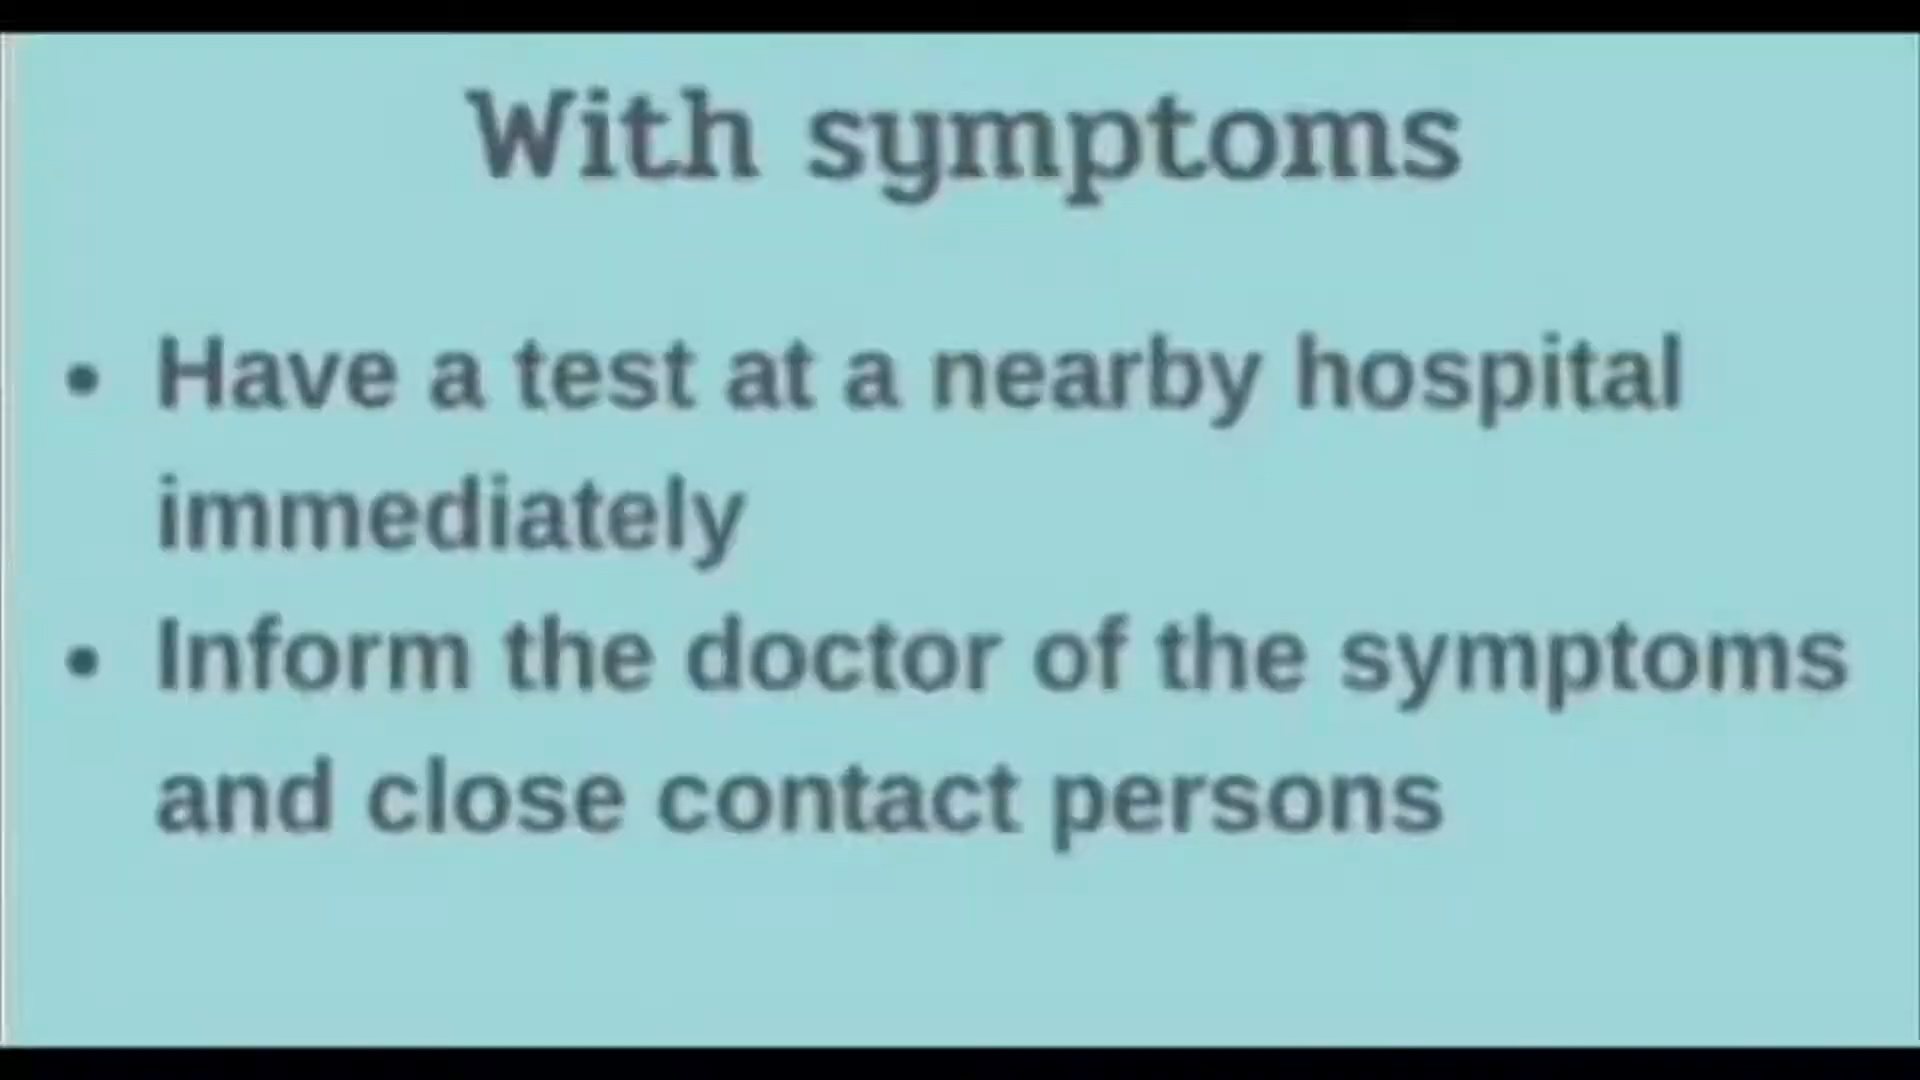 With symptoms
• Have a test at a nearby hospital
immediately
• Inform the doctor of the symptoms
and close contact persons